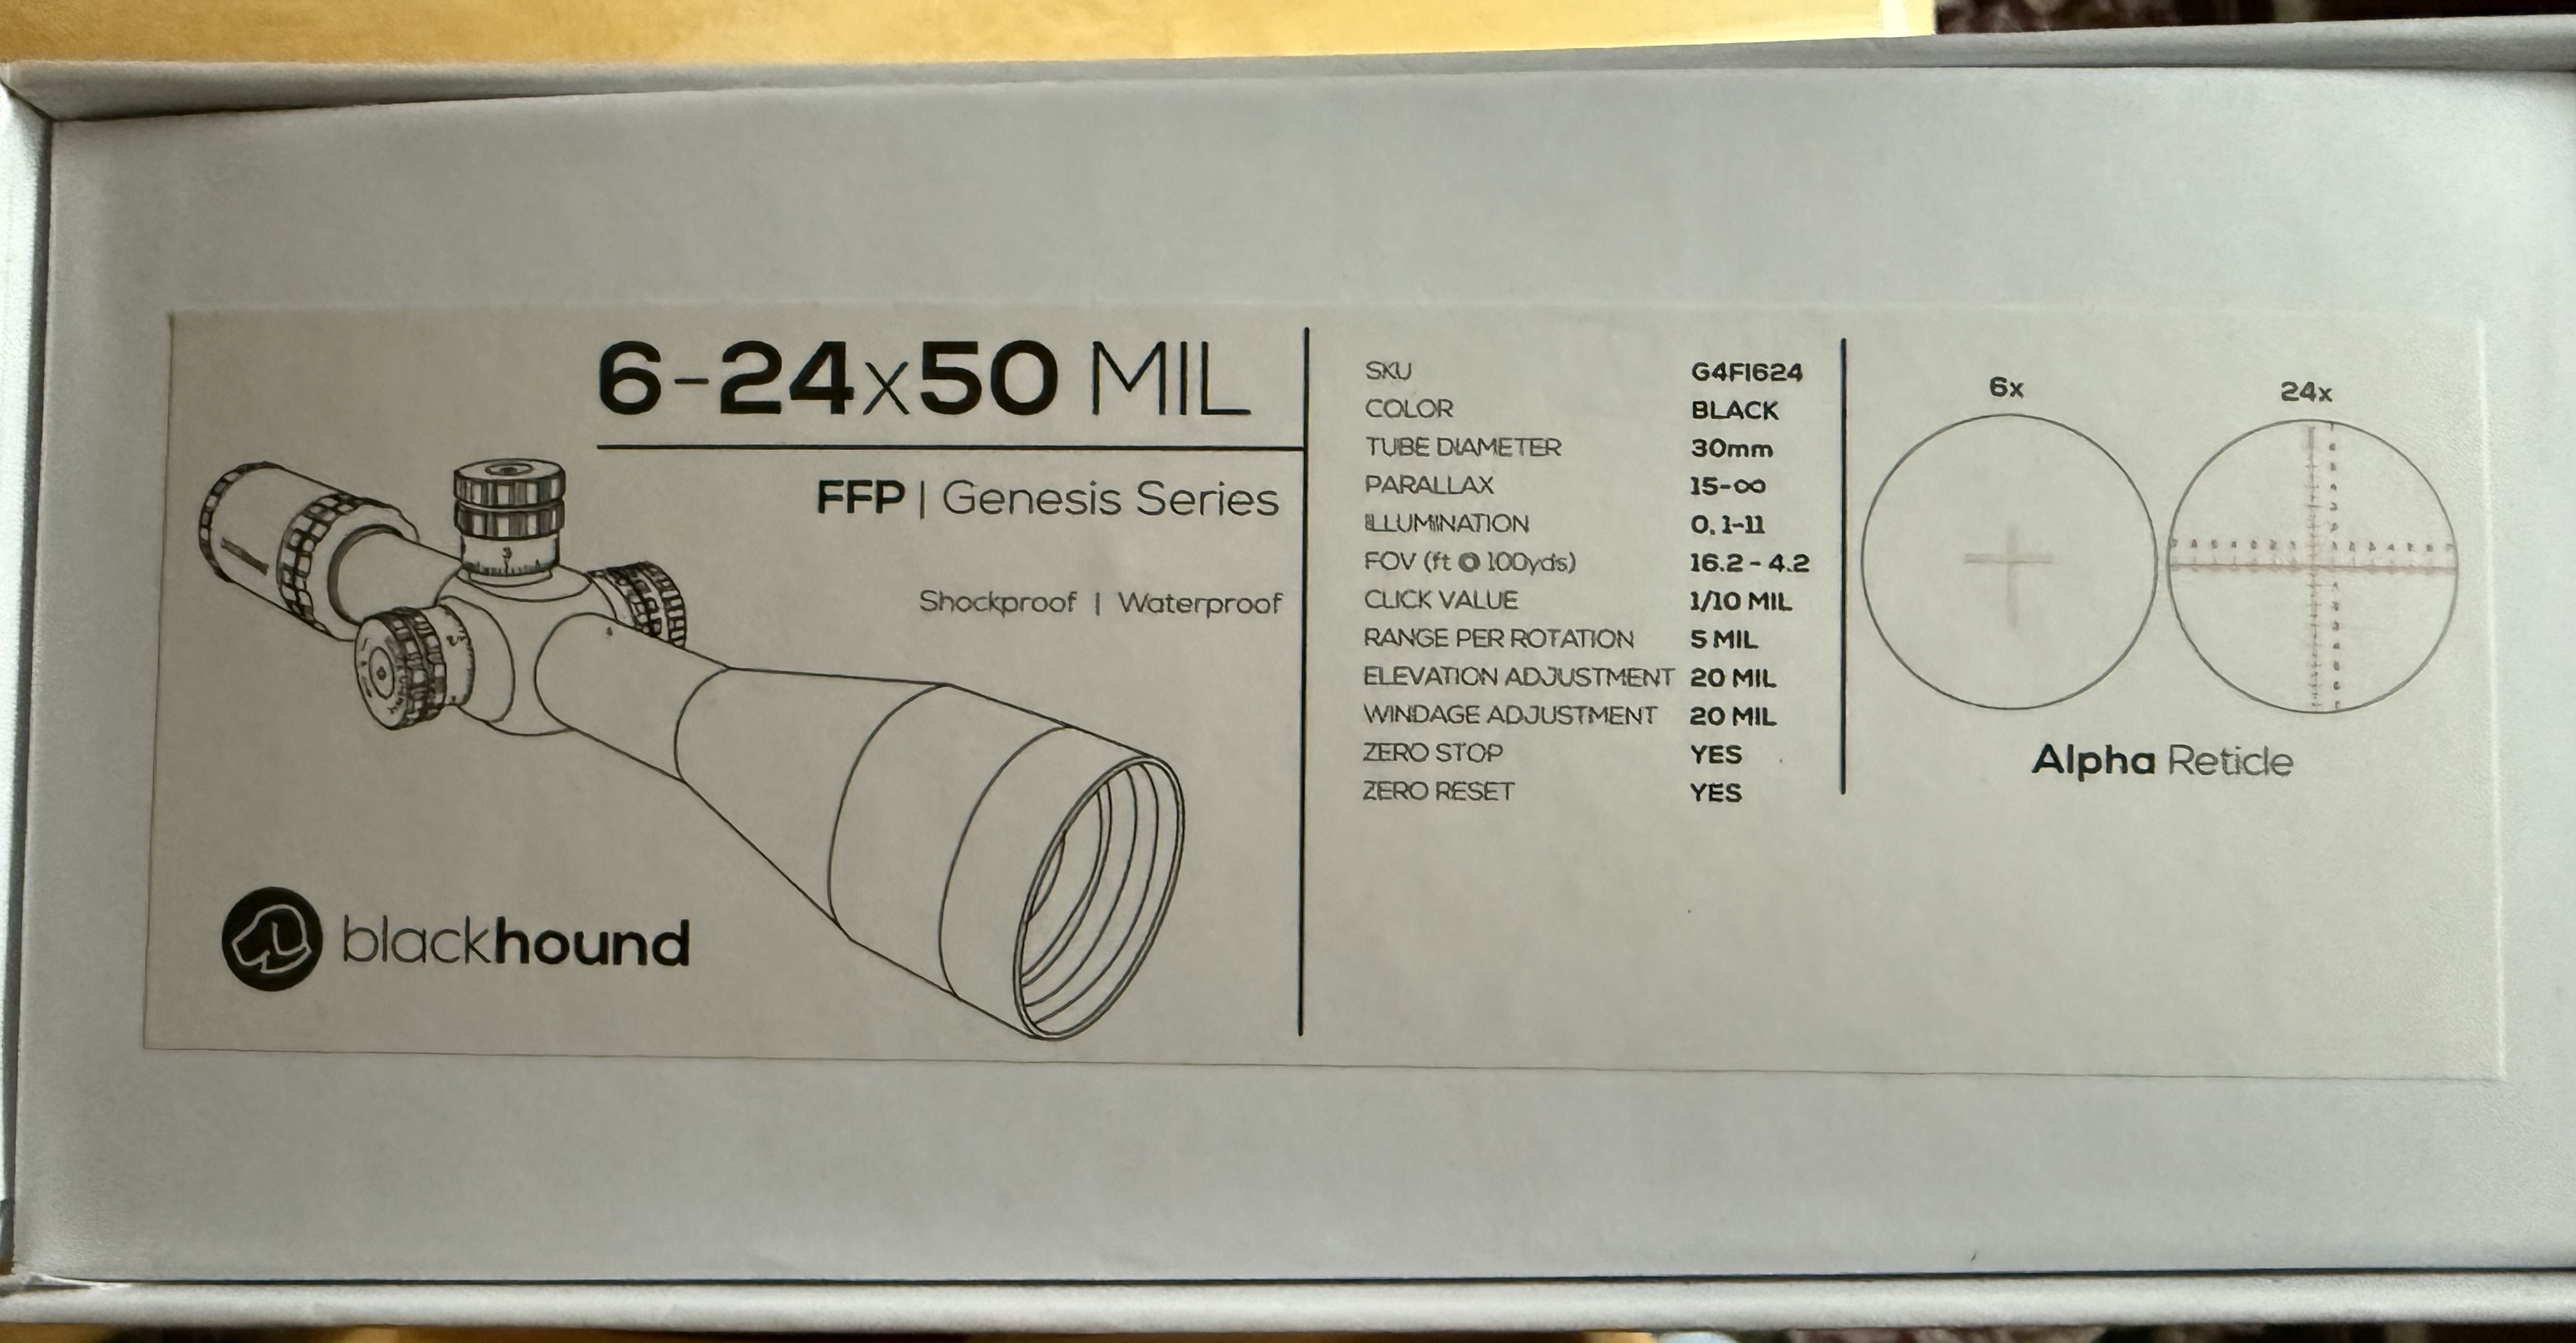 6-24x50 MIL
FFP | Genesis Series
Shockproof | Waterproof
3
blackhound
SKU G4FI624
COLOR BLACK
TUBE DIAMETER 30mm
PARALLAX 15-∞
ILLUMINATION 0, 1-11
FOV (ft @ 100yds) 16.2 - 4.2
CLICK VALUE 1/10 MIL
RANGE PER ROTATION 5 MIL
ELEVATION ADJUSTMENT 20 MIL
WINDAGE ADJUSTMENT 20 MIL
ZERO STOP YES
ZERO RESET YES
6x
24x
Alpha Reticle